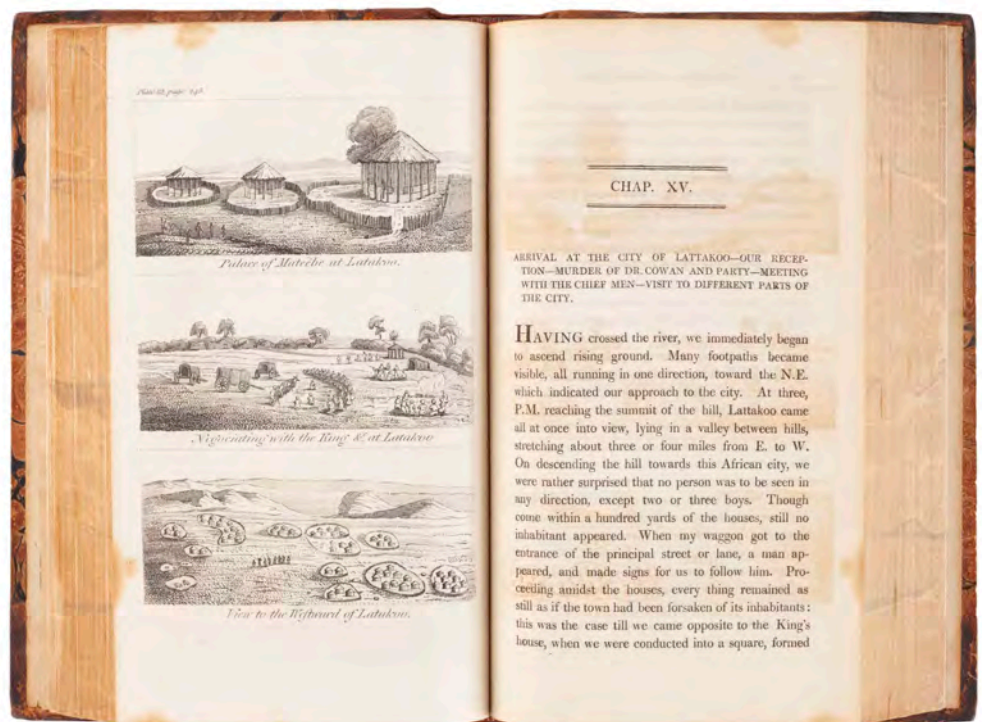 page
Palace of Mateebe at Latakoo.
Negociating with the King &c at Latakoo
View to the Westward of Latakoo.
CHAP. XV.
ARRIVAL AT THE CITY OF LATTAKOO—OUR RECEP-
TION—MURDER OF DR. COWAN AND PARTY—MEETING
WITH THE CHIEF MEN—VISIT TO DIFFERENT PARTS OF
THE CITY.
HAVING crossed the river, we immediately began
to ascend rising ground. Many footpaths became
visible, all running in one direction, toward the N.E.
which indicated our approach to the city. At three,
P.M. reaching the summit of the hill, Lattakoo came
all at once into view, lying in a valley between hills,
stretching about three or four miles from E. to W.
On descending the hill towards this African city, we
were rather surprised that no person was to be seen in
any direction, except two or three boys. Though
come within a hundred yards of the houses, still no
inhabitant appeared. When my waggon got to the
entrance of the principal street or lane, a man ap-
peared, and made signs for us to follow him. Pro-
ceeding amidst the houses, every thing remained as
still as if the town had been forsaken of its inhabitants:
this was the case till we came opposite to the King's
house, when we were conducted into a square, formed